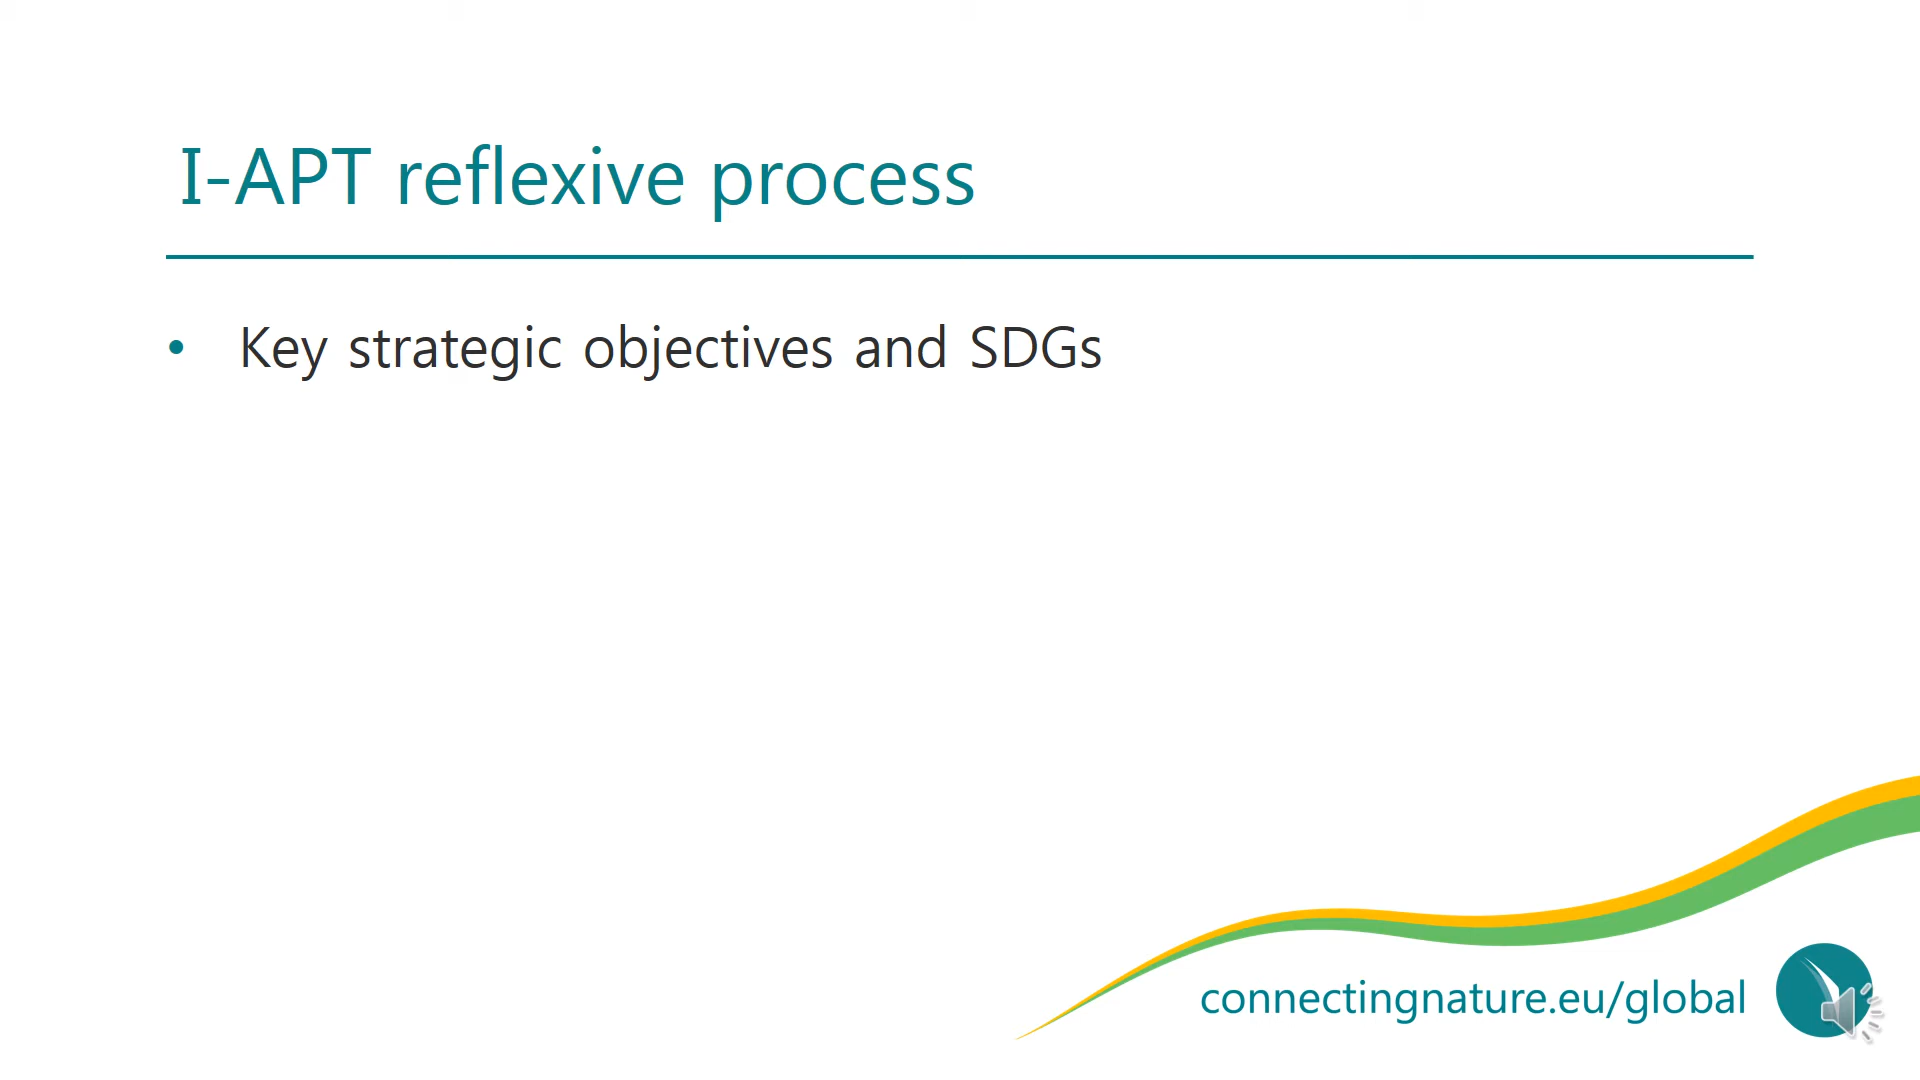 I-APT reflexive process
• Key strategic objectives and SDGs
connectingnature.eu/global